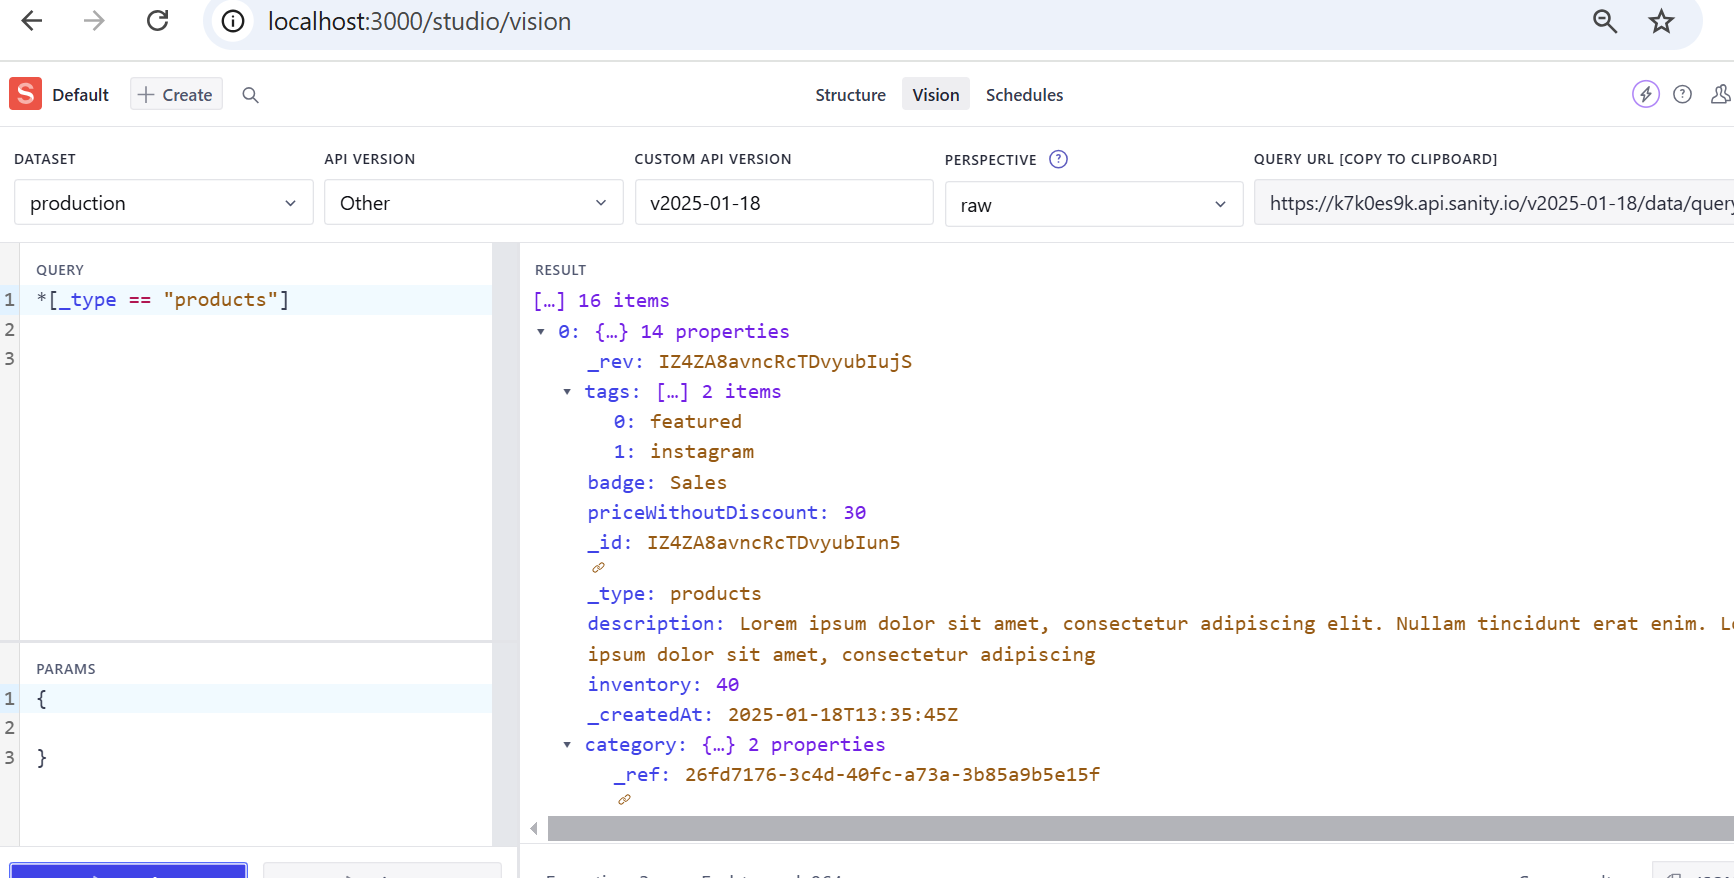 localhost:3000/studio/vision
S Default + Create Structure Vision Schedules
DATASET API VERSION CUSTOM API VERSION PERSPECTIVE ? QUERY URL [COPY TO CLIPBOARD]
production Other v2025-01-18 raw https://k7k0es9k.api.sanity.io/v2025-01-18/data/query
QUERY
1 *[_type == "products"]
2
3
PARAMS
1 {
2
3 }
RESULT
[…] 16 items
0: {…} 14 properties
_rev: IZ4ZA8avncRcTDvyubIujS
tags: […] 2 items
0: featured
1: instagram
badge: Sales
priceWithoutDiscount: 30
_id: IZ4ZA8avncRcTDvyubIun5
_type: products
description: Lorem ipsum dolor sit amet, consectetur adipiscing elit. Nullam tincidunt erat enim.
ipsum dolor sit amet, consectetur adipiscing
inventory: 40
_createdAt: 2025-01-18T13:35:45Z
category: {…} 2 properties
_ref: 26fd7176-3c4d-40fc-a73a-3b85a9b5e15f